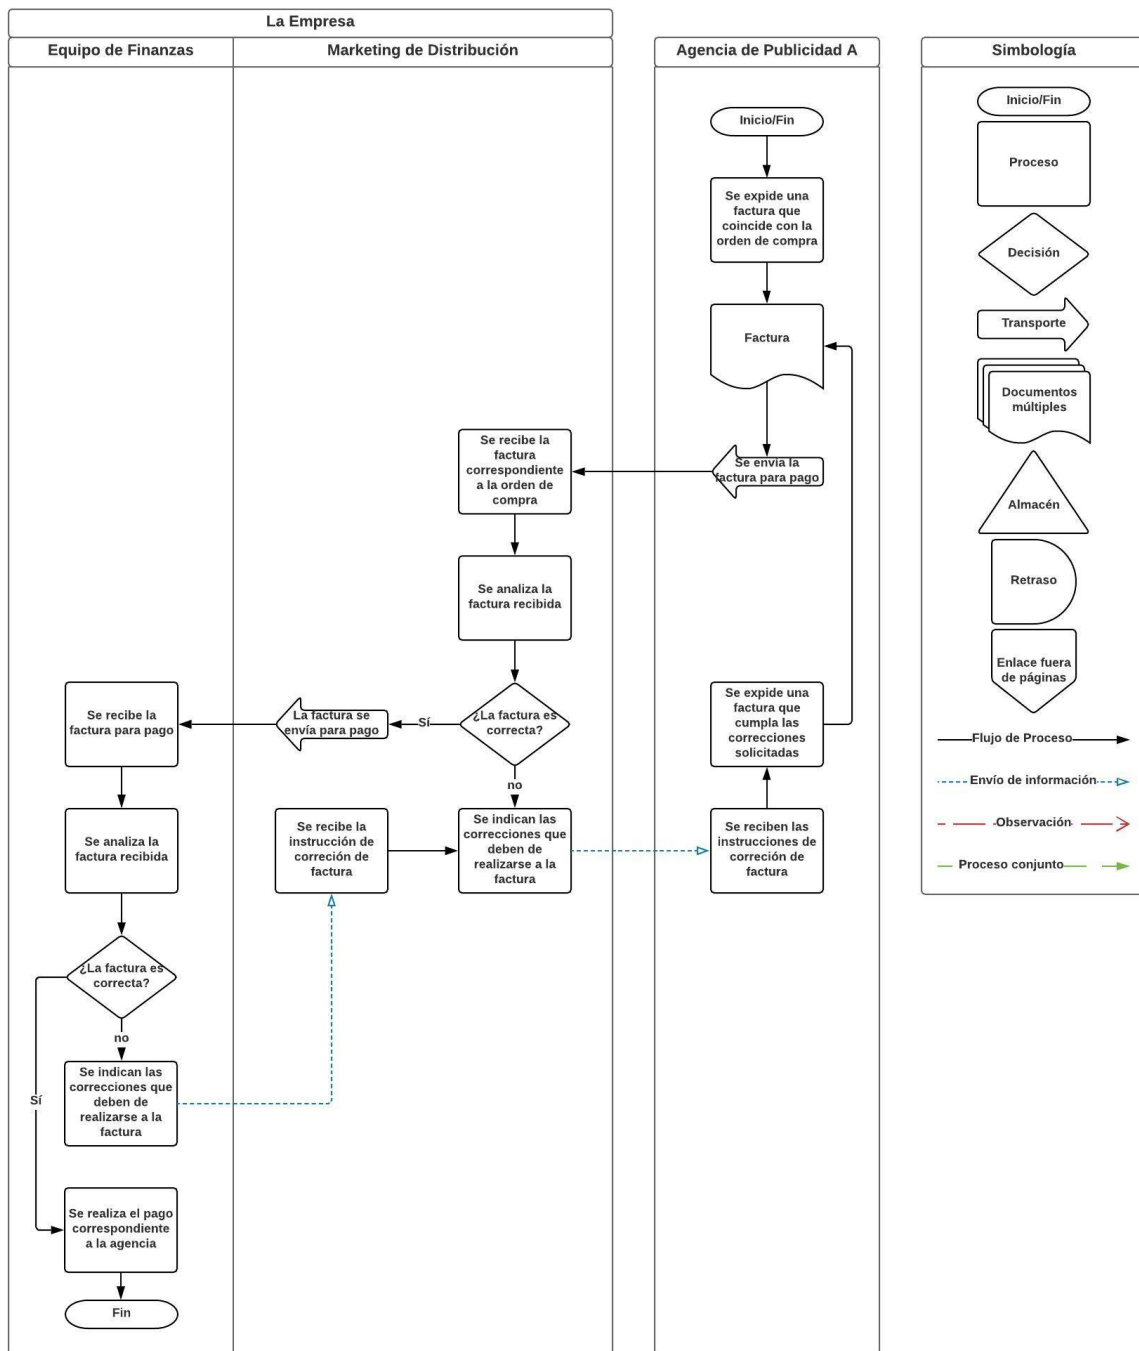 La Empresa
Equipo de Finanzas
Marketing de Distribución
Agencia de Publicidad A
Simbología
Inicio/Fin
Se expide una
factura que
coincide con la
orden de compra
Factura
Se envía la
factura para pago
Se recibe la
factura
correspondiente
a la orden de
compra
Se analiza la
factura recibida
¿La factura es
correcta?
Sí
La factura se
envía para pago
Se recibe la
factura para pago
no
Se indican las
correcciones que
deben de
realizarse a la
factura
Se recibe la
instrucción de
correción de
factura
Se reciben las
instrucciones de
correción de
factura
Se expide una
factura que
cumpla las
correcciones
solicitadas
Se analiza la
factura recibida
¿La factura es
correcta?
no
Se indican las
correcciones que
deben de
realizarse a la
factura
Sí
Se realiza el pago
correspondiente
a la agencia
Fin
Inicio/Fin
Proceso
Decisión
Transporte
Documentos
múltiples
Almacén
Retraso
Enlace fuera
de páginas
Flujo de Proceso
Envío de información
Observación
Proceso conjunto